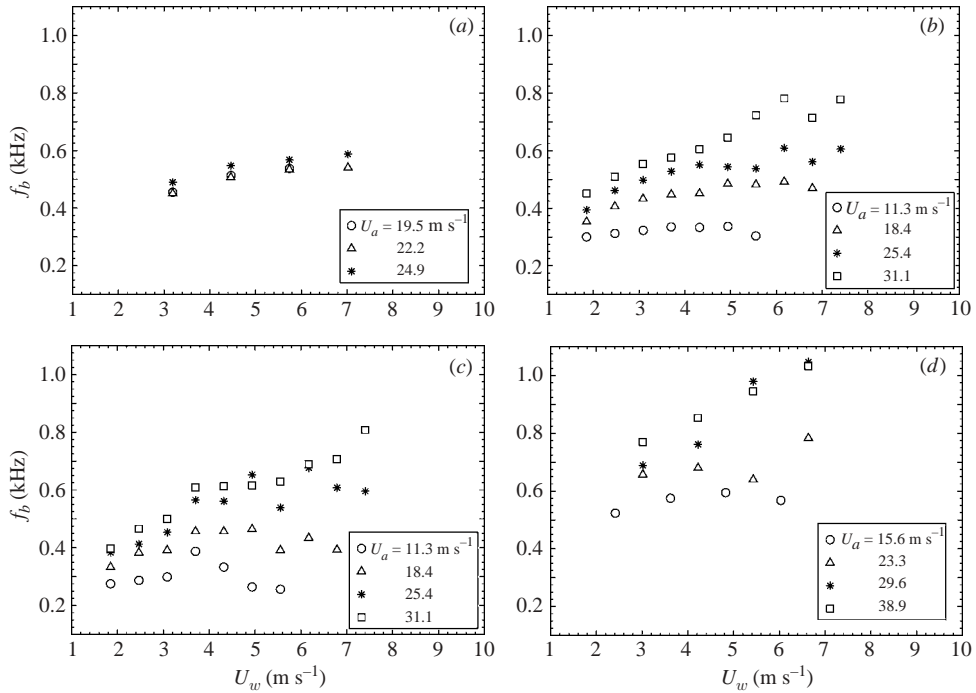 (a)
1.0
0.8
0.6
0.4
0.2
f_b (kHz)
U_a = 19.5 m s⁻¹
22.2
24.9
1 2 3 4 5 6 7 8 9 10
(b)
1.0
0.8
0.6
0.4
0.2
U_a = 11.3 m s⁻¹
18.4
25.4
31.1
1 2 3 4 5 6 7 8 9 10
(c)
1.0
0.8
0.6
0.4
0.2
f_b (kHz)
U_a = 11.3 m s⁻¹
18.4
25.4
31.1
1 2 3 4 5 6 7 8 9 10
U_w (m s⁻¹)
(d)
1.0
0.8
0.6
0.4
0.2
U_a = 15.6 m s⁻¹
23.3
29.6
38.9
1 2 3 4 5 6 7 8 9 10
U_w (m s⁻¹)